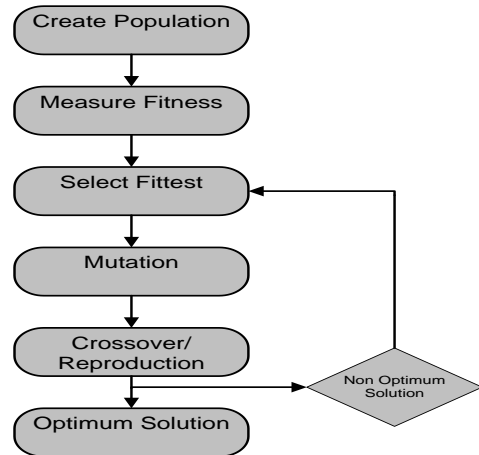 Create Population
Measure Fitness
Select Fittest
Mutation
Crossover/
Reproduction
Non Optimum
Solution
Optimum Solution